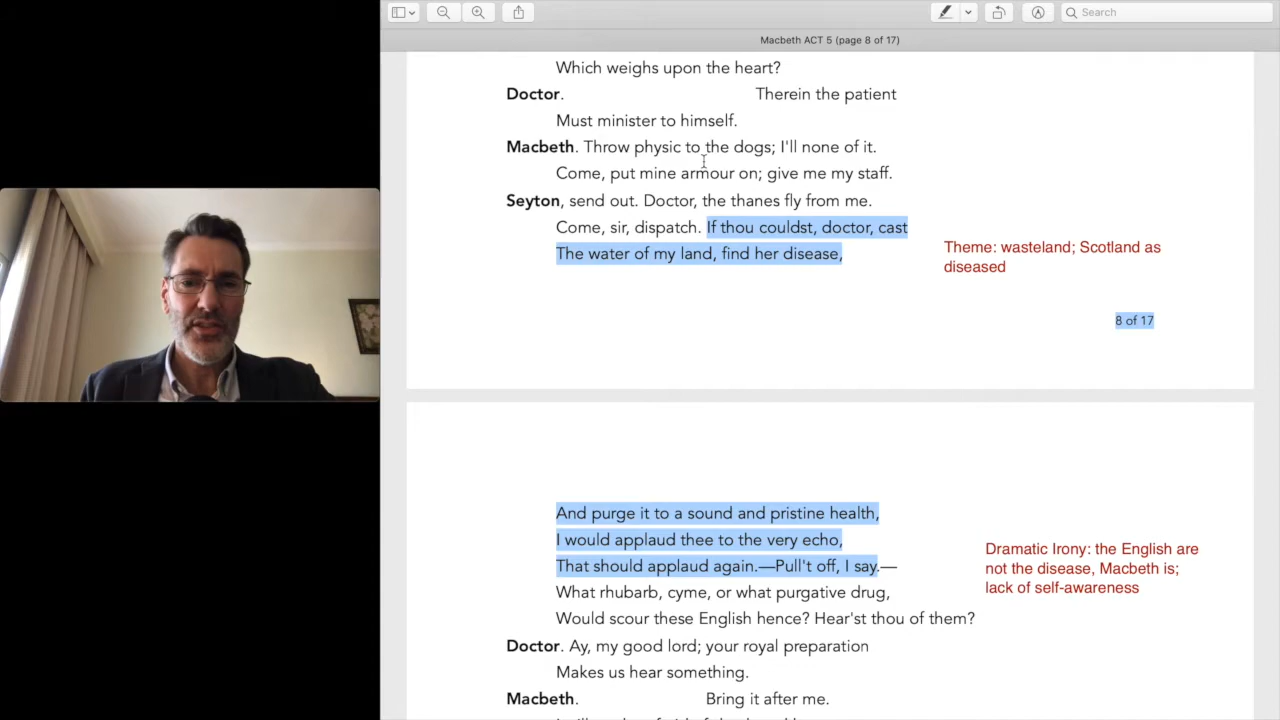 Search
Macbeth ACT 5 (page 8 of 17)
Which weighs upon the heart?
Doctor. Therein the patient
Must minister to himself.
Macbeth. Throw physic to the dogs; I'll none of it.
Come, put mine armour on; give me my staff.
Seyton, send out. Doctor, the thanes fly from me.
Come, sir, dispatch. If thou couldst, doctor, cast
The water of my land, find her disease,
Theme: wasteland; Scotland as
diseased
8 of 17
And purge it to a sound and pristine health,
I would applaud thee to the very echo,
That should applaud again.—Pull't off, I say.—
What rhubarb, cyme, or what purgative drug,
Would scour these English hence? Hear'st thou of them?
Dramatic Irony: the English are
not the disease, Macbeth is;
lack of self-awareness
Doctor. Ay, my good lord; your royal preparation
Makes us hear something.
Macbeth. Bring it after me.